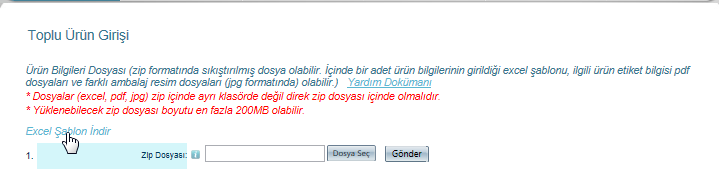 Toplu Ürün Girişi
Ürün Bilgileri Dosyası (zip formatında sıkıştırılmış dosya olabilir. İçinde bir adet ürün bilgilerinin girildiği excel şablonu, ilgili ürün etiket bilgisi pdf
dosyaları ve farklı ambalaj resim dosyaları (jpg formatında) olabilir.) Yardım Dokümanı
* Dosyalar (excel, pdf, jpg) zip içinde ayrı klasörde değil direk zip dosyası içinde olmalıdır.
* Yüklenebilecek zip dosyası boyutu en fazla 200MB olabilir.
Excel Şablon İndir
1. Zip Dosyası: i Dosya Seç Gönder